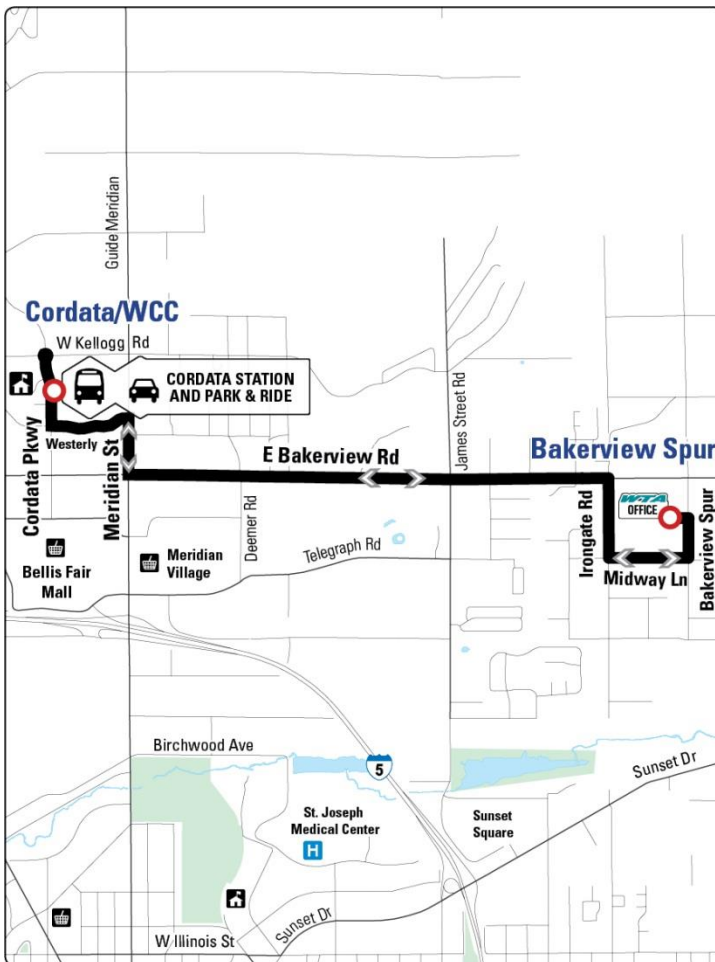 Guide Meridian
Cordata/WCC
W Kellogg Rd
CORDATA STATION
AND PARK & RIDE
Westerly
Cordata Pkwy
Meridian St
E Bakerview Rd
James Street Rd
Bakerview Spur
WTA
OFFICE
Irongate Rd
Midway Ln
Bakerview Spur
Deemer Rd
Telegraph Rd
Bellis Fair
Mall
Meridian
Village
Birchwood Ave
5
Sunset Dr
St. Joseph
Medical Center
H
Sunset
Square
Sunset Dr
W Illinois St